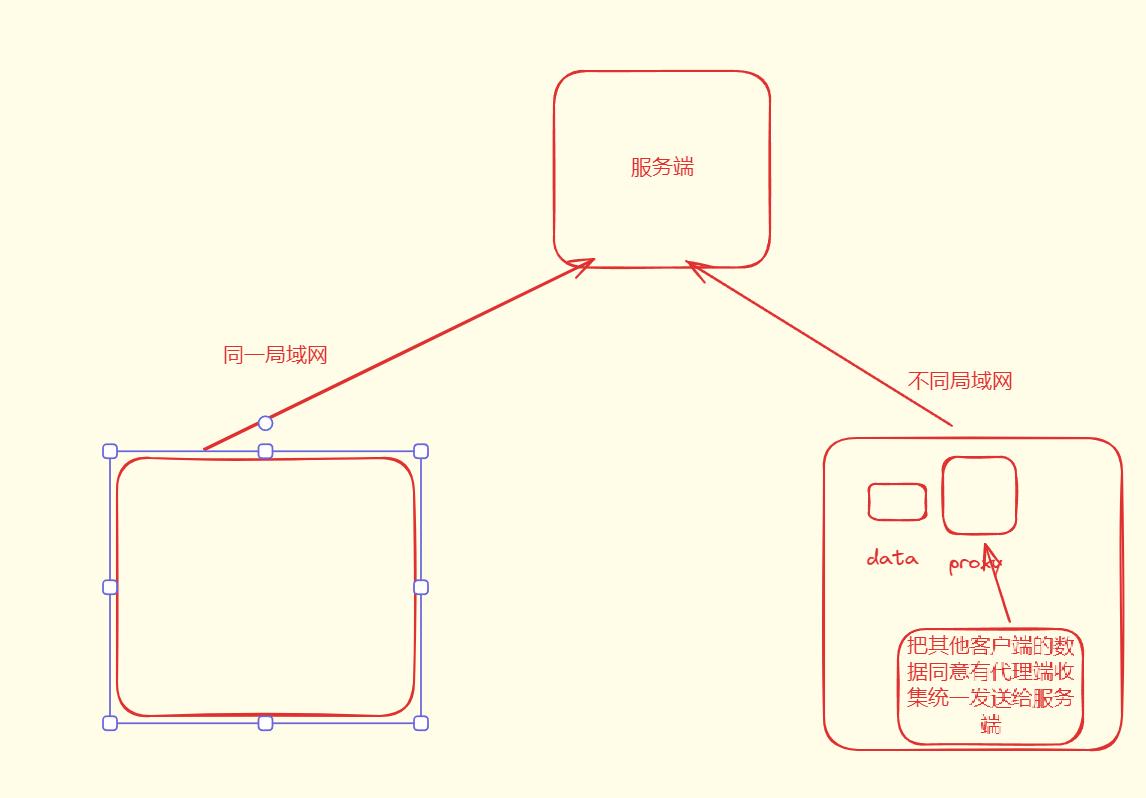 服务端
同一局域网
不同局域网
data
proxy
把其他客户端的数
据同意有代理端收
集统一发送给服务
端